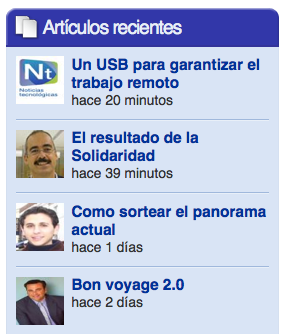 Artículos recientes
Nt
Noticias
tecnológicas
Un USB para garantizar el
trabajo remoto
hace 20 minutos
El resultado de la
Solidaridad
hace 39 minutos
Como sortear el panorama
actual
hace 1 días
Bon voyage 2.0
hace 2 días